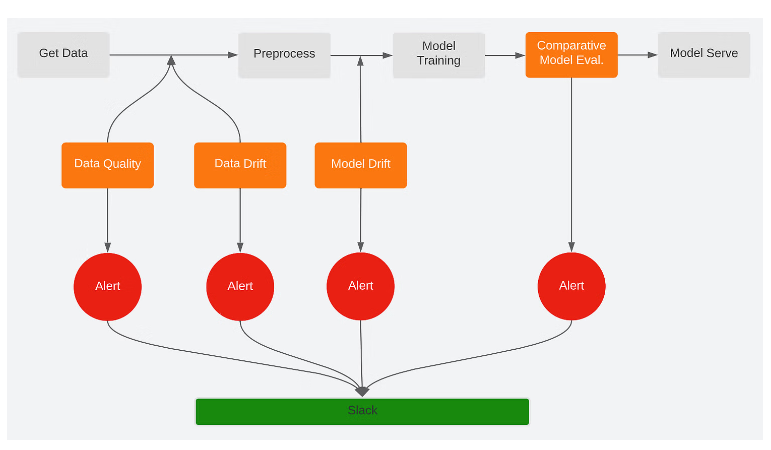 Get Data
Preprocess
Model
Training
Comparative
Model Eval.
Model Serve
Data Quality
Data Drift
Model Drift
Alert
Alert
Alert
Alert
Slack